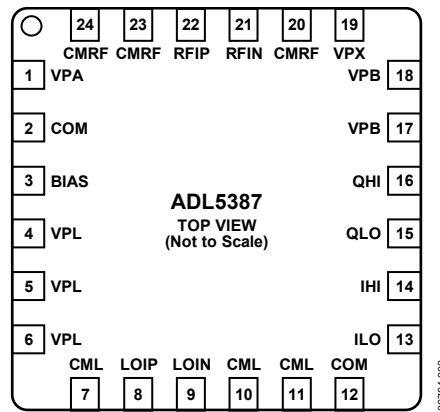 24 23 22 21 20 19
CMRF CMRF RFIP RFIN CMRF VPX
1 VPA
VPB 18
2 COM
VPB 17
3 BIAS
QHI 16
ADL5387
TOP VIEW
(Not to Scale)
4 VPL
QLO 15
5 VPL
IHI 14
6 VPL
ILO 13
CML LOIP LOIN CML CML COM
7 8 9 10 11 12